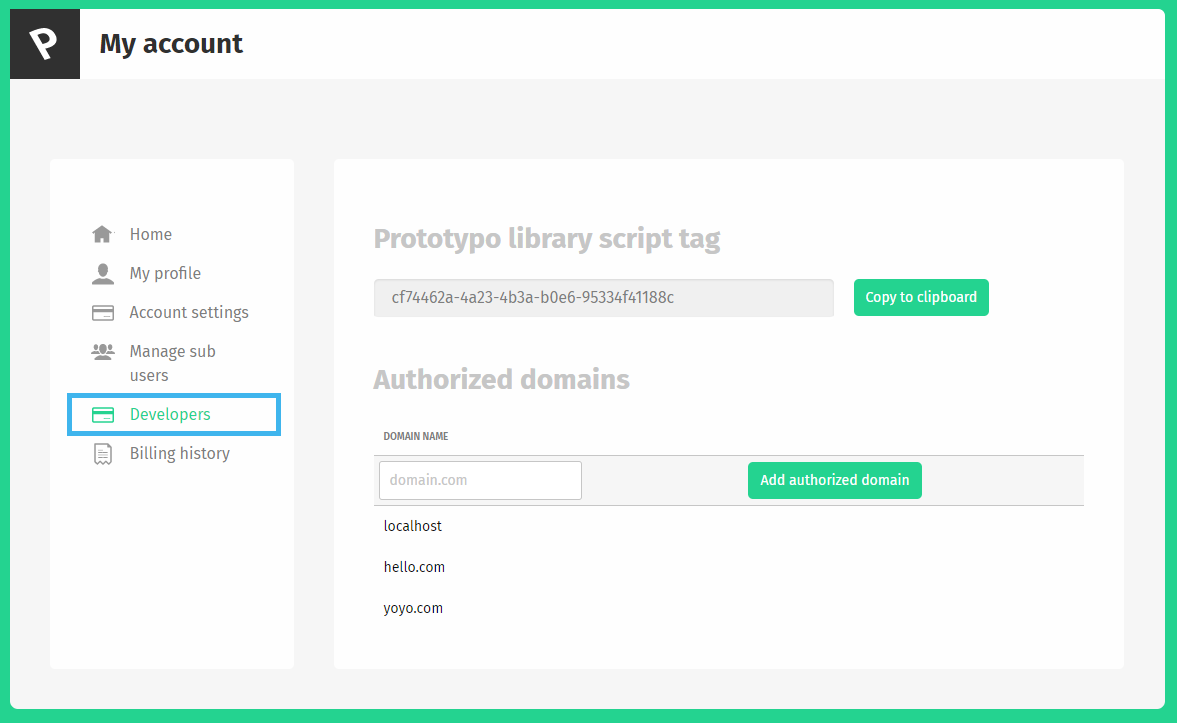 My account
Home
My profile
Account settings
Manage sub
users
Developers
Billing history
Prototypo library script tag
cf74462a-4a23-4b3a-b0e6-95334f41188c
Copy to clipboard
Authorized domains
DOMAIN NAME
domain.com
Add authorized domain
localhost
hello.com
yoyo.com